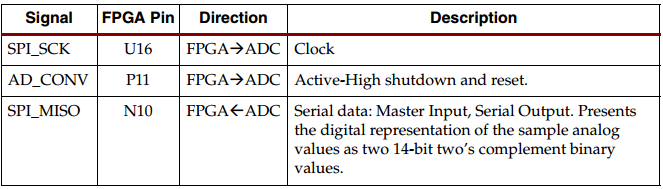 Signal FPGA Pin Direction Description
SPI_SCK U16 FPGA→ADC Clock
AD_CONV P11 FPGA→ADC Active-High shutdown and reset.
SPI_MISO N10 FPGA←ADC Serial data: Master Input, Serial Output. Presents
the digital representation of the sample analog
values as two 14-bit two's complement binary
values.